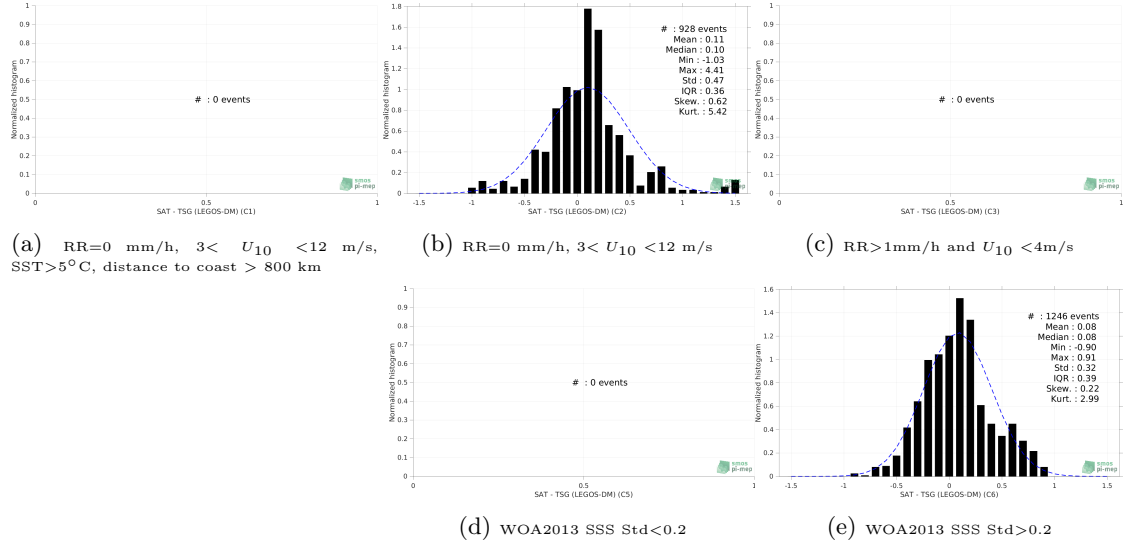 1
0.9
0.8
0.7
0.6
0.5
0.4
0.3
0.2
0.1
0
Normalized histogram
# : 0 events
0 0.5 1
SAT - TSG (LEGOS-DM) (C1)
smos
pi-mep
(a) RR=0 mm/h, 3< U10 <12 m/s,
SST>5°C, distance to coast > 800 km
1.8
1.6
1.4
1.2
1
0.8
0.6
0.4
0.2
0
Normalized histogram
# : 928 events
Mean : 0.11
Median : 0.10
Min : -1.03
Max : 4.41
Std : 0.47
IQR : 0.36
Skew. : 0.62
Kurt. : 5.42
-1.5 -1 -0.5 0 0.5 1 1.5
SAT - TSG (LEGOS-DM) (C2)
smos
pi-mep
(b) RR=0 mm/h, 3< U10 <12 m/s
1
0.9
0.8
0.7
0.6
0.5
0.4
0.3
0.2
0.1
0
Normalized histogram
# : 0 events
0 0.5 1
SAT - TSG (LEGOS-DM) (C3)
smos
pi-mep
(c) RR>1mm/h and U10 <4m/s
1
0.9
0.8
0.7
0.6
0.5
0.4
0.3
0.2
0.1
0
Normalized histogram
# : 0 events
0 0.5 1
SAT - TSG (LEGOS-DM) (C5)
smos
pi-mep
(d) WOA2013 SSS Std<0.2
1.6
1.4
1.2
1
0.8
0.6
0.4
0.2
0
Normalized histogram
# : 1246 events
Mean : 0.08
Median : 0.08
Min : -0.90
Max : 0.91
Std : 0.32
IQR : 0.39
Skew. : 0.22
Kurt. : 2.99
-1.5 -1 -0.5 0 0.5 1 1.5
SAT - TSG (LEGOS-DM) (C6)
smos
pi-mep
(e) WOA2013 SSS Std>0.2